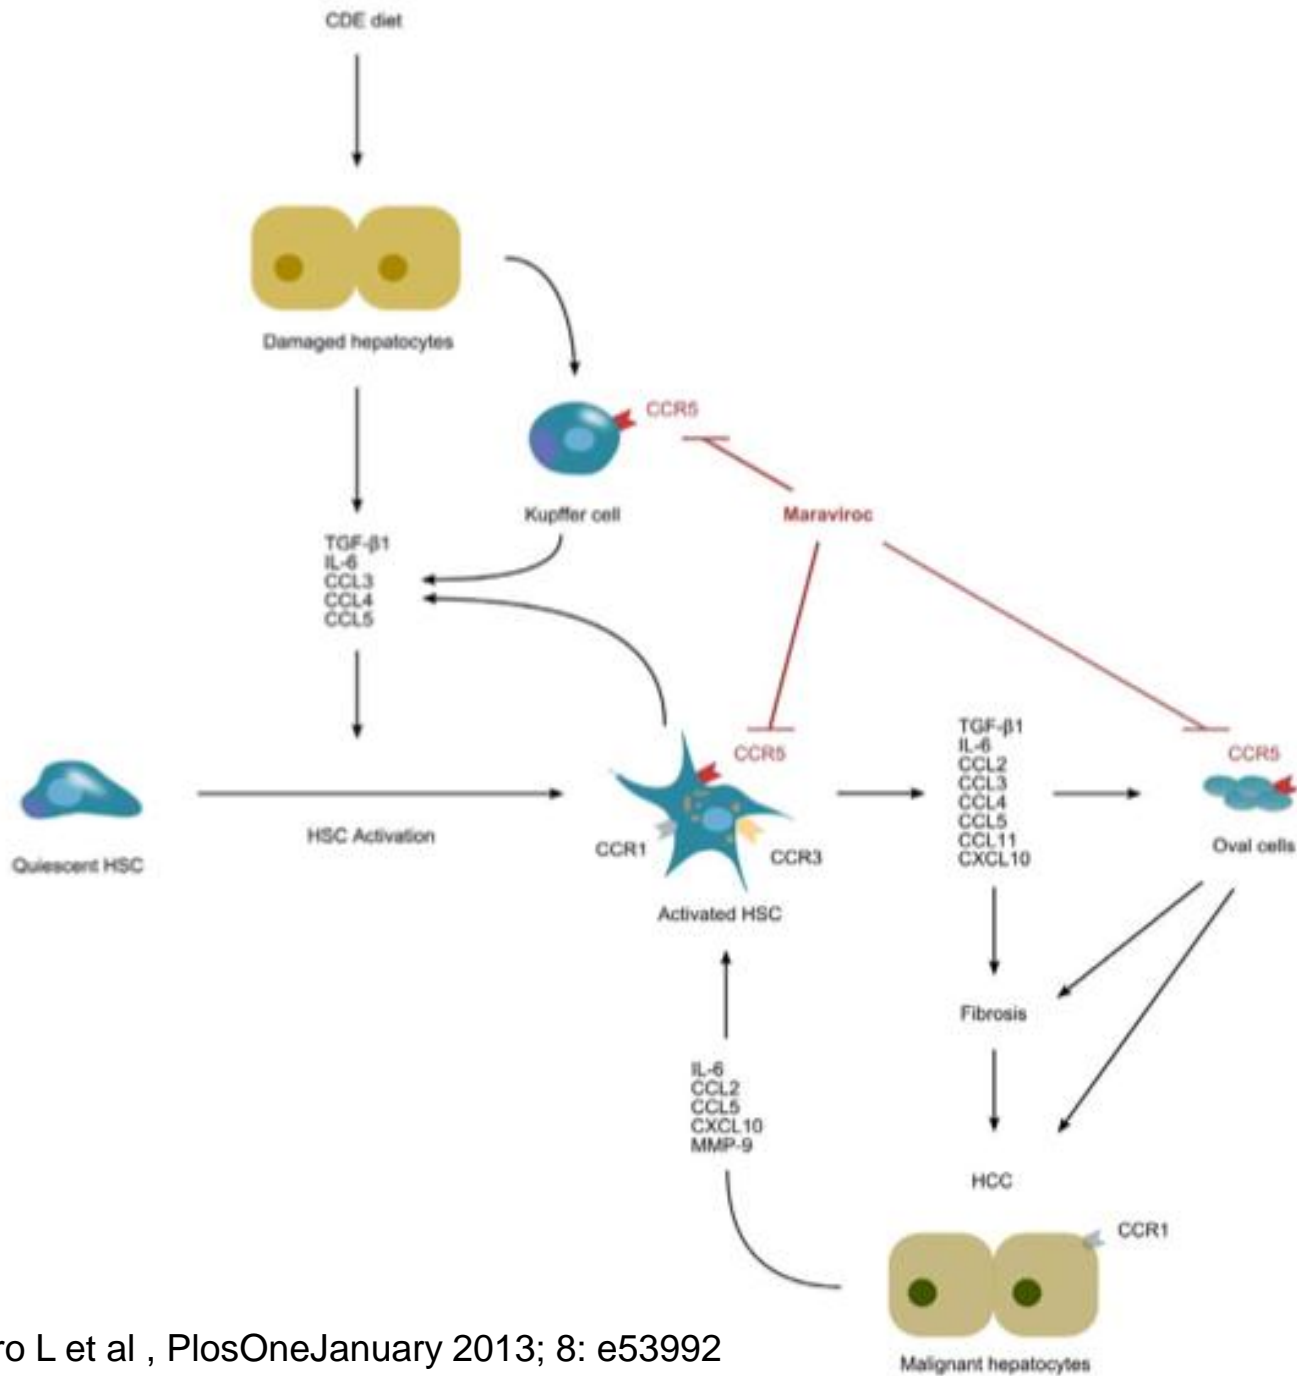 CDE diet
Damaged hepatocytes
CCR5
Kupffer cell
Maraviroc
TGF-β1
IL-6
CCL3
CCL4
CCL5
Quiescent HSC
HSC Activation
CCR5
CCR1
CCR3
Activated HSC
TGF-β1
IL-6
CCL2
CCL3
CCL4
CCL5
CCL11
CXCL10
CCR5
Oval cells
Fibrosis
IL-6
CCL2
CCL5
CXCL10
MMP-9
HCC
CCR1
Malignant hepatocytes
ro L et al , PlosOneJanuary 2013; 8: e53992